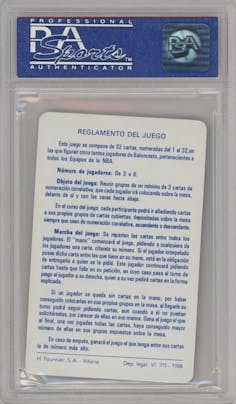 PROFESSIONAL
PSA
Sports
AUTHENTICATOR
PSA
REGLAMENTO DEL JUEGO
Este juego se compone de 32 cartas, numeradas del 1 al 32, en
las que figuran otros tantos jugadores de Baloncesto, pertenecientes a
todos los Equipos de la NBA.
Número de jugadores: De 3 a 6.
Objeto del juego: Reunir grupos de un mínimo de 3 cartas de
numeración correlativa, que cada jugador irá colocando sobre la mesa,
delante de sí y con las caras hacia abajo.
En el curso del juego, cada participante podrá ir añadiendo cartas
a sus propios grupos de cartas cubiertas, depositadas sobre la mesa
siempre que sean de numeración correlativa, ascendente o descendente.
Marcha del juego: Se reparten las cartas entre todos los
jugadores. El "mano" comenzará el juego, pidiendo a cualquiera de
los jugadores una carta, citando su número. Si el jugador interpelado
posee dicha carta entre las que tiene en su mano, está en la obligación
de entregarla a quien se la pidió. Este jugador continuará pidiendo
cartas hasta que falle en su petición, en cuyo caso pasa el turno de
juego a su derecha, quien a su vez podrá pedir cartas en la forma
explicada.
Si un jugador se queda sin cartas en la mano, por haber
conseguido colocarlas en sus propios grupos en la mesa, al llegarle su
turno podrá seguir pidiendo cartas, aun cuando a él no puedan
solicitárselas, por carecer de ellas en sus manos. Gana el juego el que
al final, una vez jugadas todas las cartas, haya conseguido mayor
número de ellas en sus grupos expuestos sobre la mesa.
En caso de empate, ganará el juego el que tenga entre sus cartas
la de número más alto.
H. Fournier, S.A. - Vitoria Dep. legal: VI. 70 - 1988